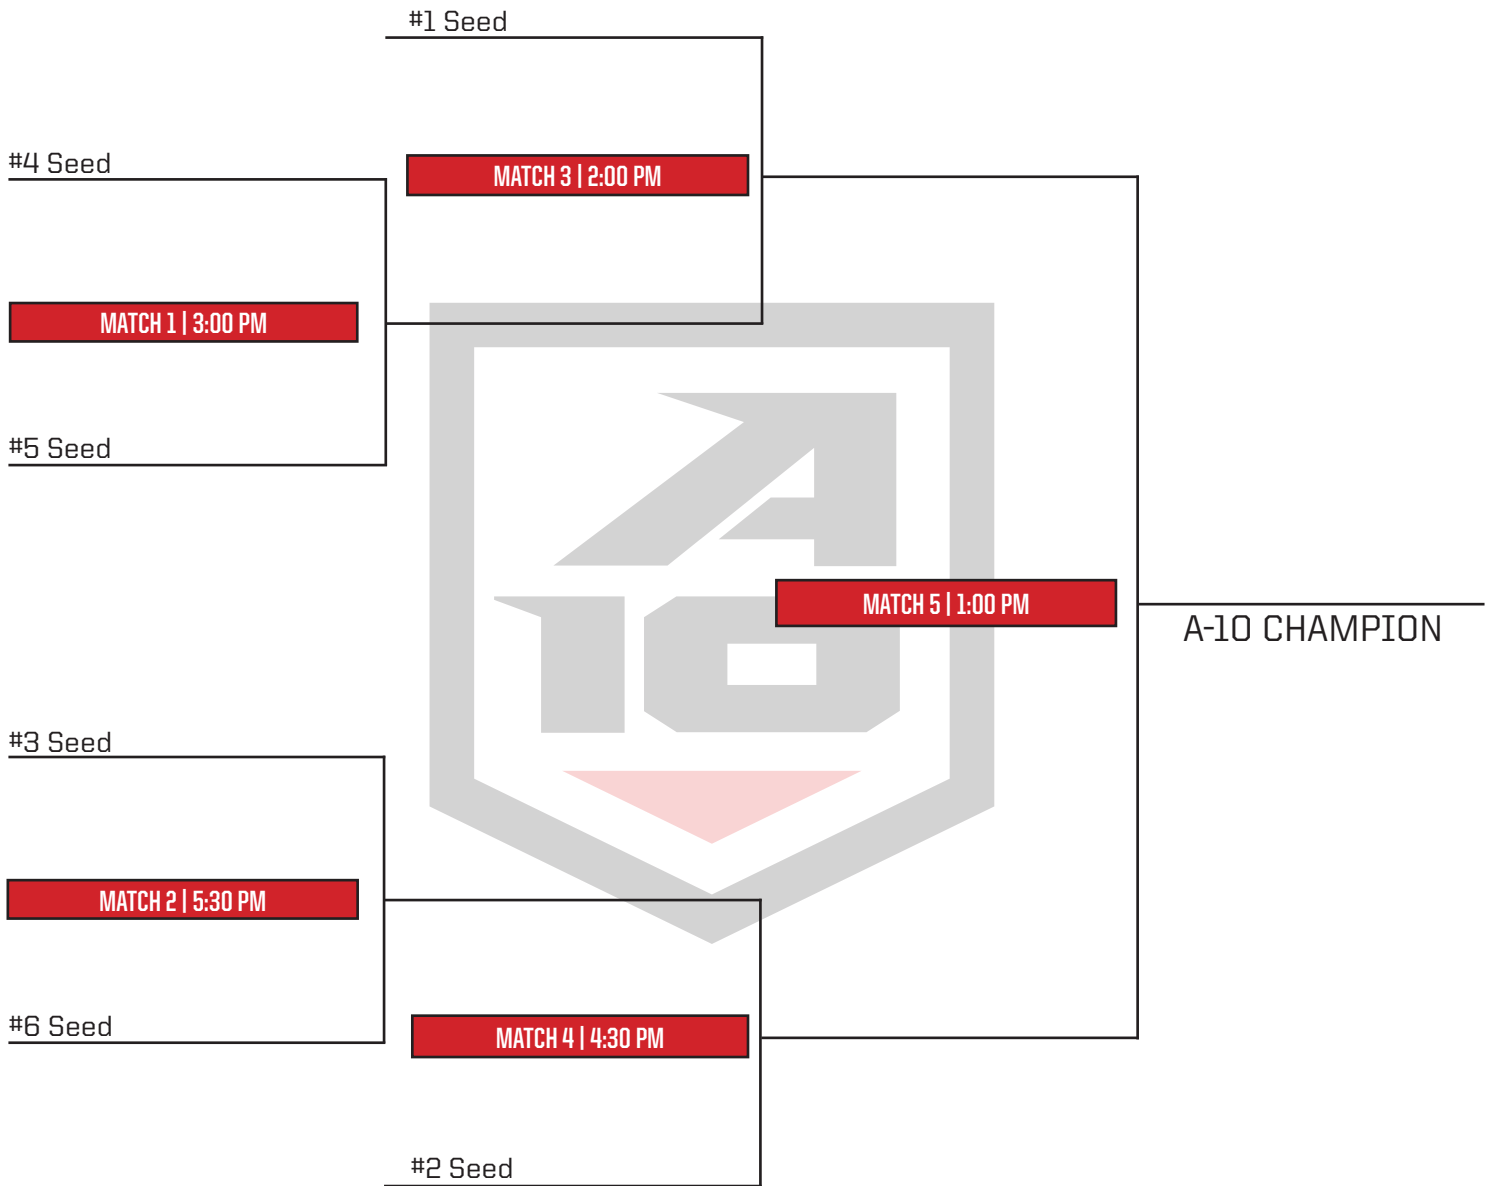 #1 Seed
#4 Seed
MATCH 3 | 2:00 PM
MATCH 1 | 3:00 PM
#5 Seed
A
10
MATCH 5 | 1:00 PM
A-10 CHAMPION
#3 Seed
MATCH 2 | 5:30 PM
#6 Seed
MATCH 4 | 4:30 PM
#2 Seed